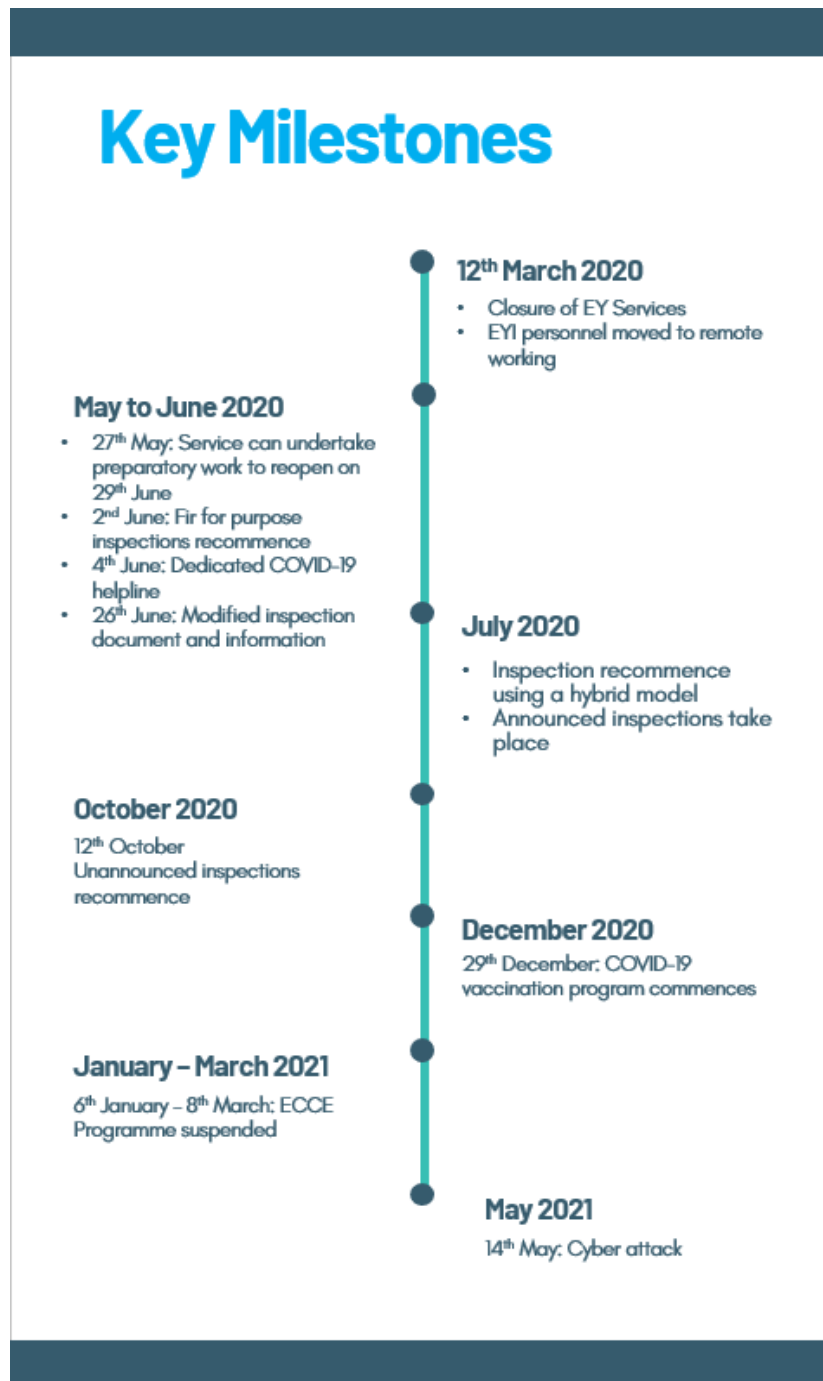 Key Milestones
12th March 2020
• Closure of EY Services
• EYI personnel moved to remote
working
May to June 2020
• 27th May: Service can undertake
preparatory work to reopen on
29th June
• 2nd June: Fir for purpose
inspections recommence
• 4th June: Dedicated COVID-19
helpline
• 26th June: Modified inspection
document and information
July 2020
• Inspection recommence
using a hybrid model
• Announced inspections take
place
October 2020
12th October
Unannounced inspections
recommence
December 2020
29th December: COVID-19
vaccination program commences
January – March 2021
6th January – 8th March: ECCE
Programme suspended
May 2021
14th May: Cyber attack